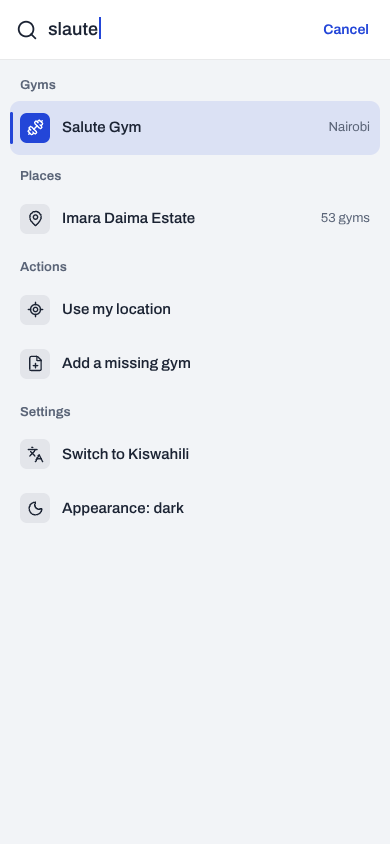 slaute
Cancel
Gyms
Salute Gym
Nairobi
Places
Imara Daima Estate
53 gyms
Actions
Use my location
Add a missing gym
Settings
Switch to Kiswahili
Appearance: dark